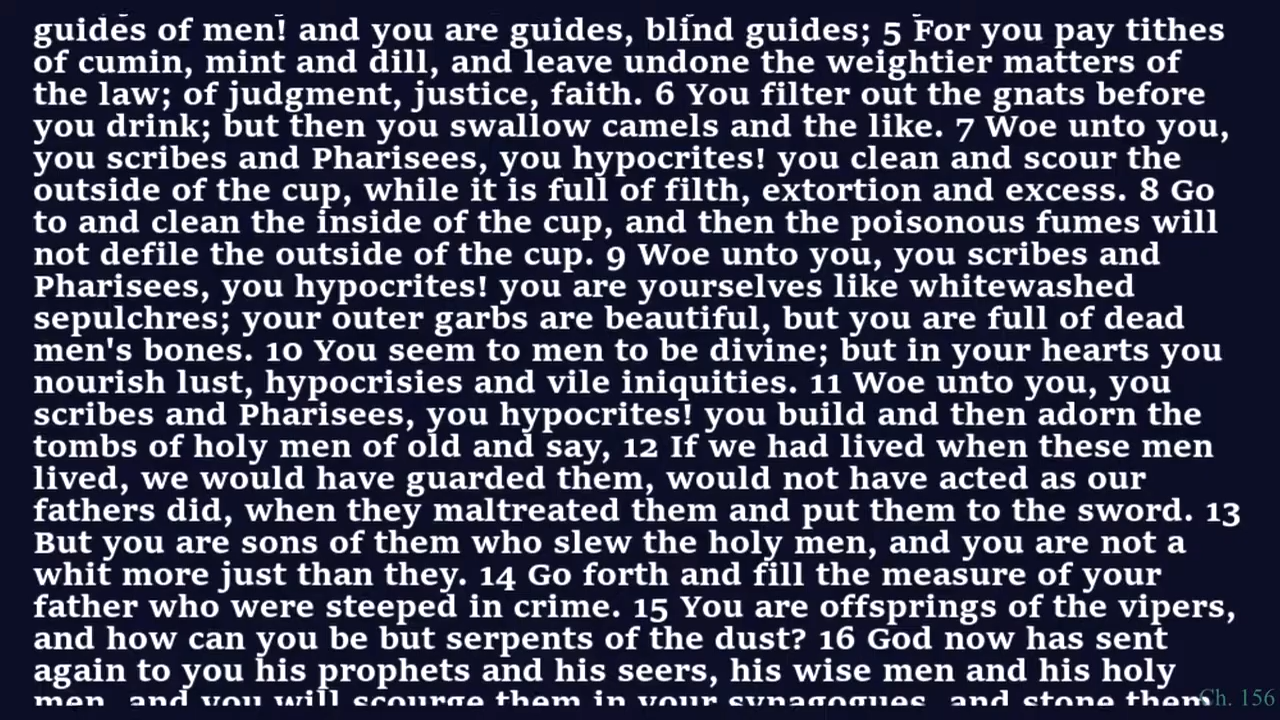 guides of men! and you are guides, blind guides; 5 For you pay tithes
of cumin, mint and dill, and leave undone the weightier matters of
the law; of judgment, justice, faith. 6 You filter out the gnats before
you drink; but then you swallow camels and the like. 7 Woe unto you,
you scribes and Pharisees, you hypocrites! you clean and scour the
outside of the cup, while it is full of filth, extortion and excess. 8 Go
to and clean the inside of the cup, and then the poisonous fumes will
not defile the outside of the cup. 9 Woe unto you, you scribes and
Pharisees, you hypocrites! you are yourselves like whitewashed
sepulchres; your outer garbs are beautiful, but you are full of dead
men's bones. 10 You seem to men to be divine; but in your hearts you
nourish lust, hypocrisies and vile iniquities. 11 Woe unto you, you
scribes and Pharisees, you hypocrites! you build and then adorn the
tombs of holy men of old and say, 12 If we had lived when these men
lived, we would have guarded them, would not have acted as our
fathers did, when they maltreated them and put them to the sword. 13
But you are sons of them who slew the holy men, and you are not a
whit more just than they. 14 Go forth and fill the measure of your
father who were steeped in crime. 15 You are offsprings of the vipers,
and how can you be but serpents of the dust? 16 God now has sent
again to you his prophets and his seers, his wise men and his holy
men, and you will scourge them in your synagogues, and stone them
Ch. 156